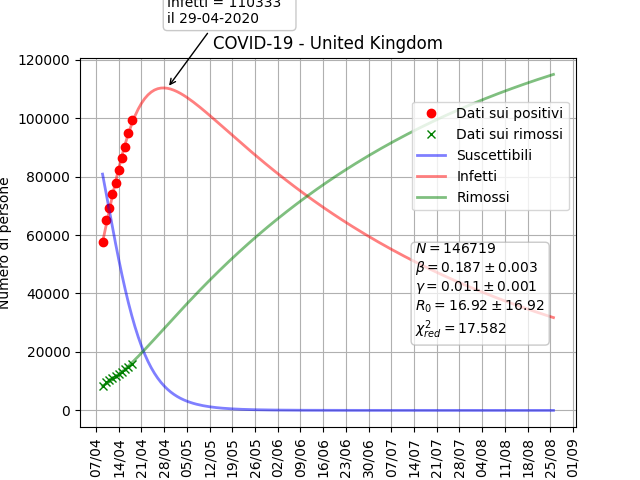 Infetti = 110333
il 29-04-2020
COVID-19 - United Kingdom
Numero di persone
120000
100000
80000
60000
40000
20000
0
Dati sui positivi
Dati sui rimossi
Suscettibili
Infetti
Rimossi
N = 146719
β = 0.187 ± 0.003
γ = 0.011 ± 0.001
R₀ = 16.92 ± 16.92
χ²_red = 17.582
07/04
14/04
21/04
28/04
05/05
12/05
19/05
26/05
02/06
09/06
16/06
23/06
30/06
07/07
14/07
21/07
28/07
04/08
11/08
18/08
25/08
01/09